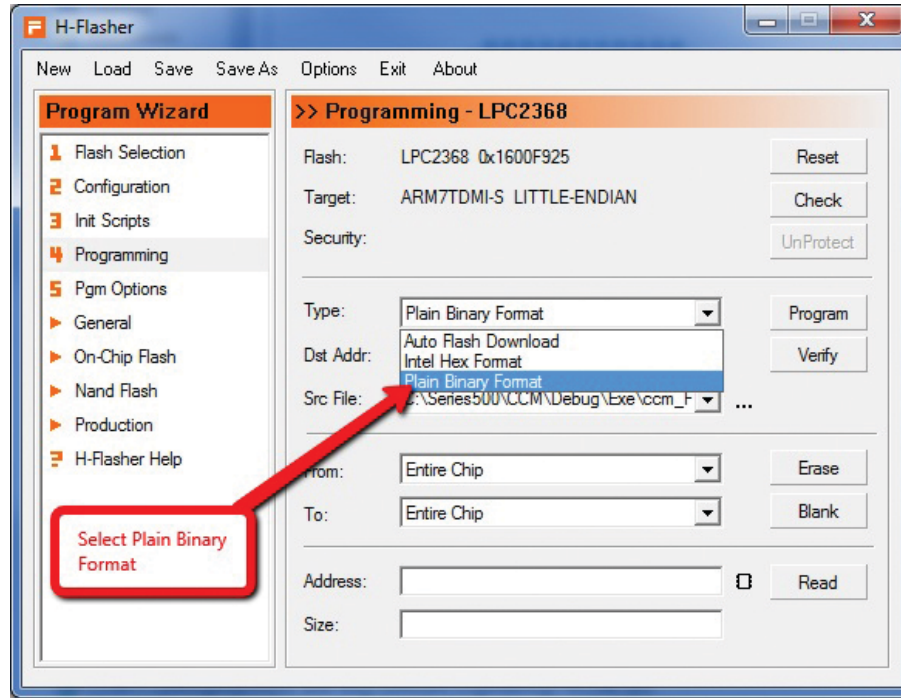 H-Flasher
New Load Save Save As Options Exit About
Program Wizard
1 Flash Selection
2 Configuration
3 Init Scripts
4 Programming
5 Pgm Options
General
On-Chip Flash
Nand Flash
Production
? H-Flasher Help
Select Plain Binary
Format
>> Programming - LPC2368
Flash: LPC2368 0x1600F925 Reset
Target: ARM7TDMI-S LITTLE-ENDIAN Check
Security: UnProtect
Type: Plain Binary Format Program
Auto Flash Download
Dst Addr: Intel Hex Format Verify
Plain Binary Format
Src File: C:\Series500\CCM\Debug\Exe\ccm_F ...
From: Entire Chip Erase
To: Entire Chip Blank
Address: Read
Size: